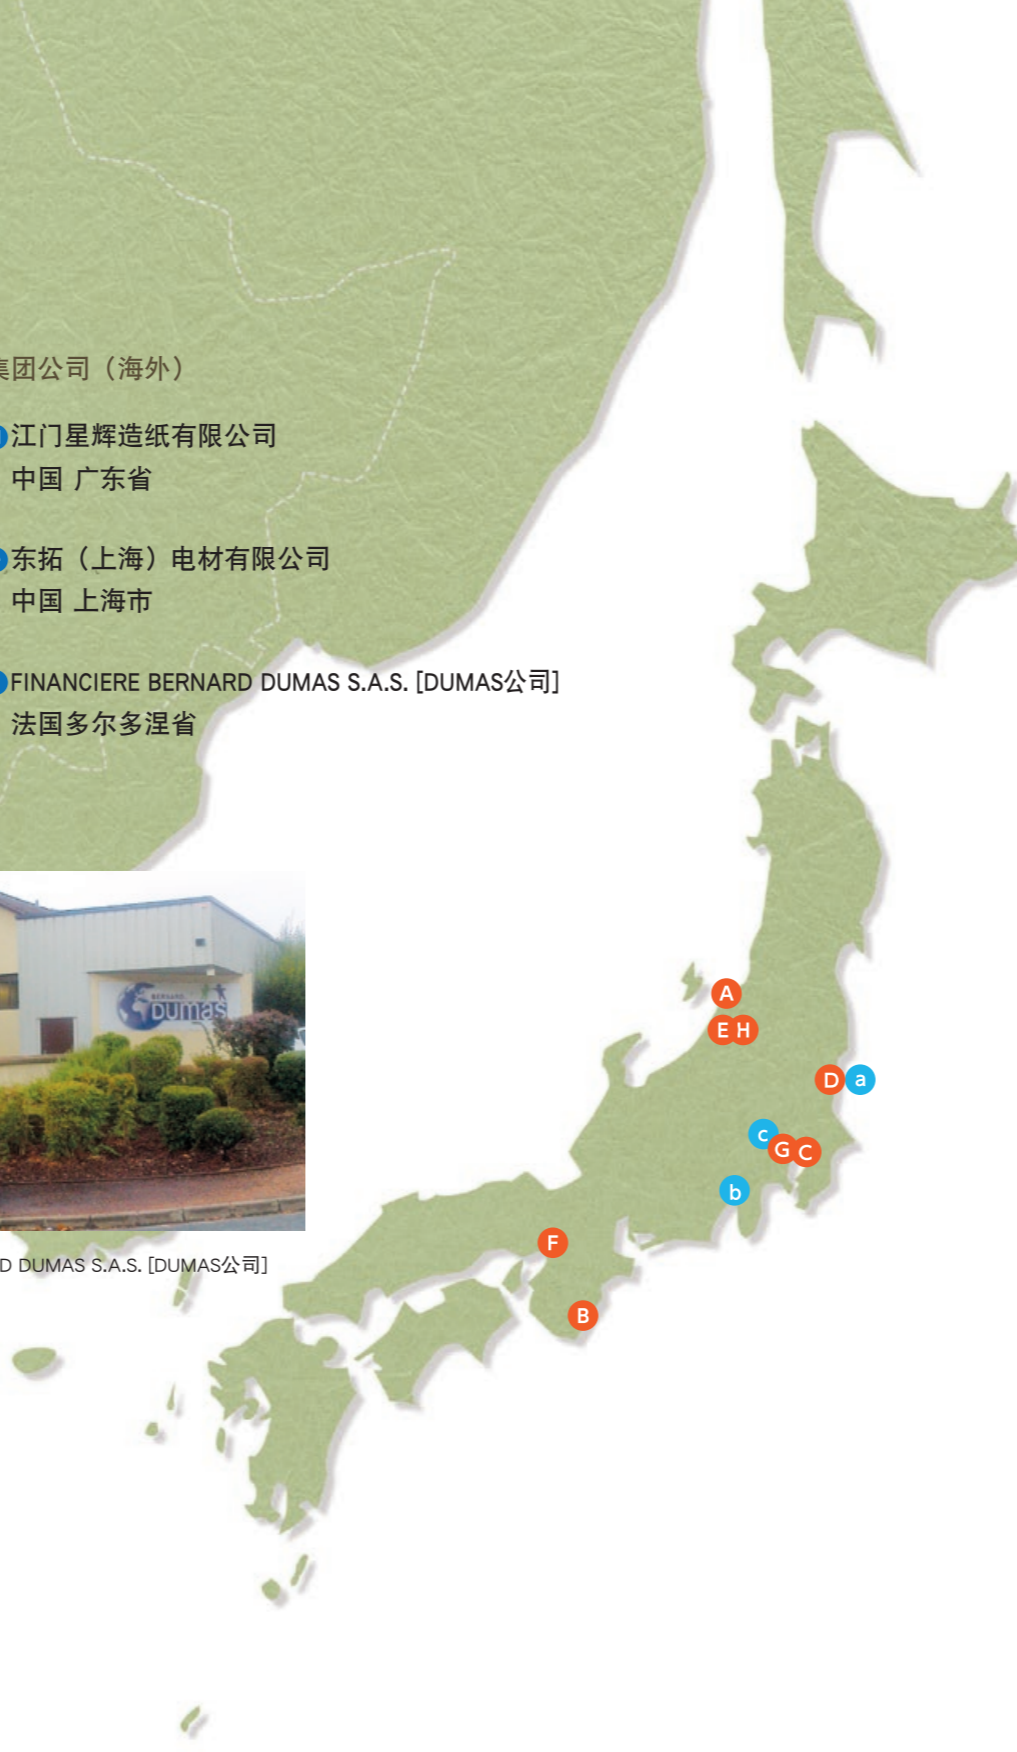 集团公司（海外）
江门星辉造纸有限公司
中国 广东省
东拓（上海）电材有限公司
中国 上海市
FINANCIERE BERNARD DUMAS S.A.S. [DUMAS公司]
法国多尔多涅省
BERNARD
DUMAS
D DUMAS S.A.S. [DUMAS公司]
A
E H
D a
c
G C
b
F
B